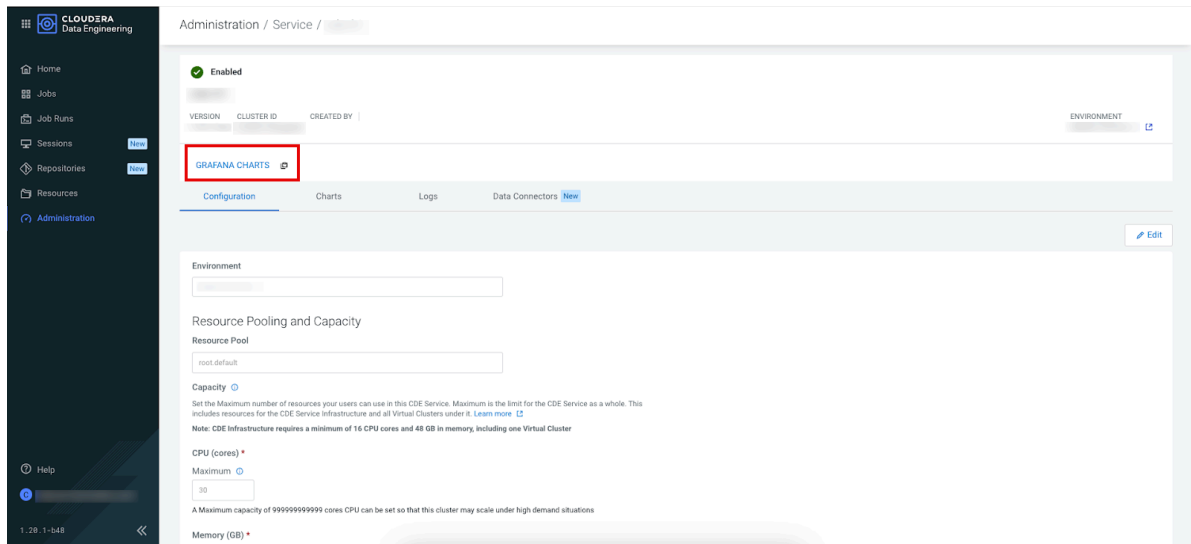 CLOUDERA
Data Engineering
Home
Jobs
Job Runs
Sessions New
Repositories New
Resources
Administration
Help
C
1.20.1-b48
Administration / Service /
Enabled
VERSION CLUSTER ID CREATED BY ENVIRONMENT
GRAFANA CHARTS
Configuration Charts Logs Data Connectors New
Edit
Environment
Resource Pooling and Capacity
Resource Pool
root.default
Capacity
Set the Maximum number of resources your users can use in this CDE Service. Maximum is the limit for the CDE Service as a whole. This
includes resources for the CDE Service Infrastructure and all Virtual Clusters under it. Learn more
Note: CDE Infrastructure requires a minimum of 16 CPU cores and 48 GB in memory, including one Virtual Cluster
CPU (cores) *
Maximum
30
A Maximum capacity of 999999999999 cores CPU can be set so that this cluster may scale under high demand situations
Memory (GB) *